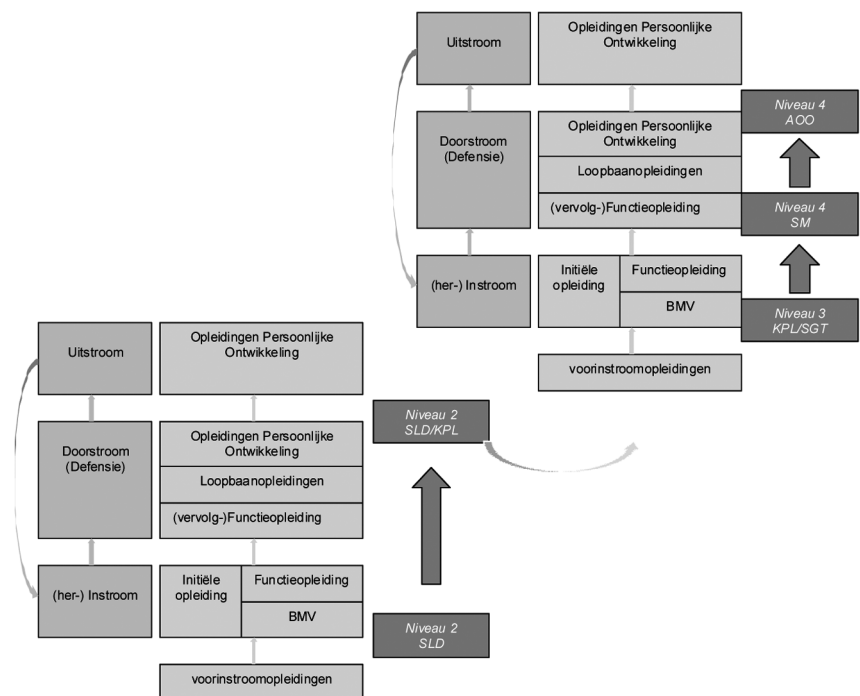 Uitstroom
Opleidingen Persoonlijke
Ontwikkeling
Doorstroom
(Defensie)
Opleidingen Persoonlijke
Ontwikkeling
Loopbaanopleidingen
(vervolg-)Functieopleiding
(her-) Instroom
Initiële
opleiding
Functieopleiding
BMV
voorinstroomopleidingen
Niveau 4
AOO
Niveau 4
SM
Niveau 3
KPL/SGT
Uitstroom
Opleidingen Persoonlijke
Ontwikkeling
Doorstroom
(Defensie)
Opleidingen Persoonlijke
Ontwikkeling
Loopbaanopleidingen
(vervolg-)Functieopleiding
(her-) Instroom
Initiële
opleiding
Functieopleiding
BMV
voorinstroomopleidingen
Niveau 2
SLD/KPL
Niveau 2
SLD